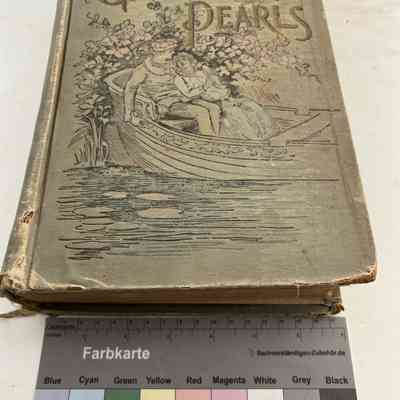 PEARLS
Farbkarte
Sachverständigen-Zubehör.de
Blue Cyan Green Yellow Red Magenta White Grey Black